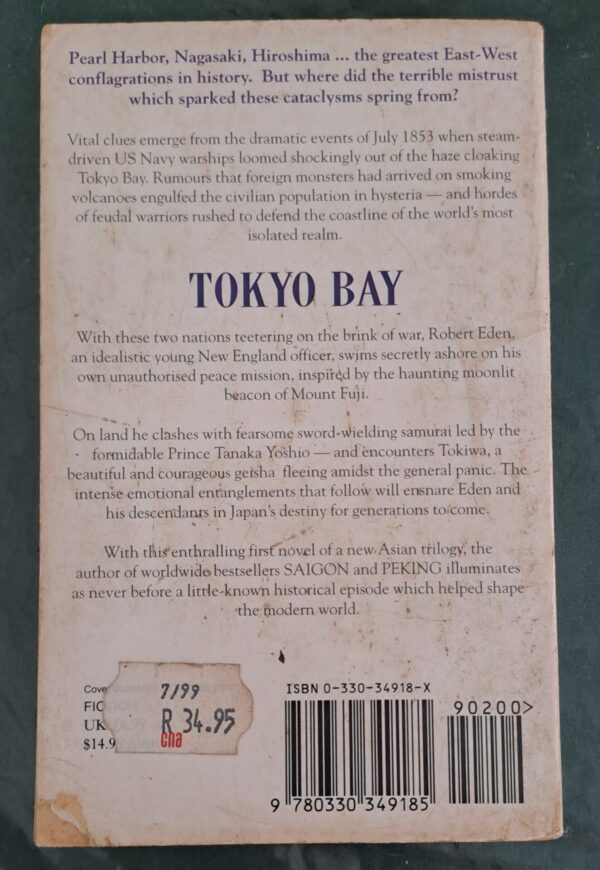 Pearl Harbor, Nagasaki, Hiroshima ... the greatest East-West
conflagrations in history. But where did the terrible mistrust
which sparked these cataclysms spring from?
Vital clues emerge from the dramatic events of July 1853 when steam-
driven US Navy warships loomed shockingly out of the haze cloaking
Tokyo Bay. Rumours that foreign monsters had arrived on smoking
volcanoes engulfed the civilian population in hysteria — and hordes
of feudal warriors rushed to defend the coastline of the world's most
isolated realm.
TOKYO BAY
With these two nations teetering on the brink of war, Robert Eden,
an idealistic young New England officer, swims secretly ashore on his
own unauthorised peace mission, inspired by the haunting moonlit
beacon of Mount Fuji.
On land he clashes with fearsome sword-wielding samurai led by the
formidable Prince Tanaka Yoshio — and encounters Tokiwa, a
beautiful and courageous geisha fleeing amidst the general panic. The
intense emotional entanglements that follow will ensnare Eden and
his descendants in Japan's destiny for generations to come.
With this enthralling first novel of a new Asian trilogy, the
author of worldwide bestsellers SAIGON and PEKING illuminates
as never before a little-known historical episode which helped shape
the modern world.
Cove
FIC
UK
$14.9
7/99
R 34.95
cna
ISBN 0-330-34918-X
90200>
9 780330 349185